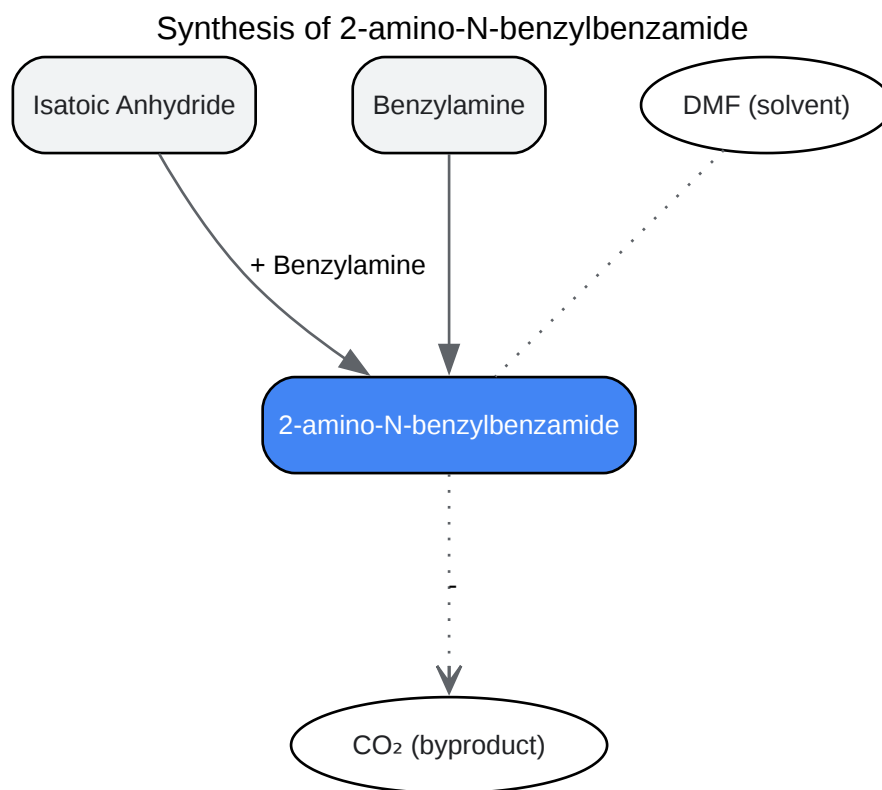 Synthesis of 2-amino-N-benzylbenzamide
Isatoic Anhydride
Benzylamine
DMF (solvent)
+ Benzylamine
2-amino-N-benzylbenzamide
-
CO₂ (byproduct)